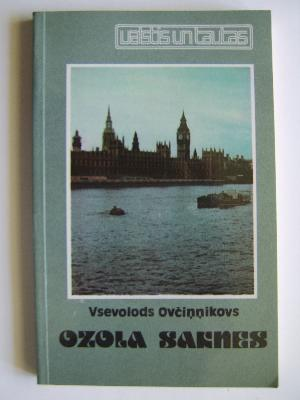 valstis un tautas
Vsevolods Ovčiņņikovs
OZOLA SAKNES